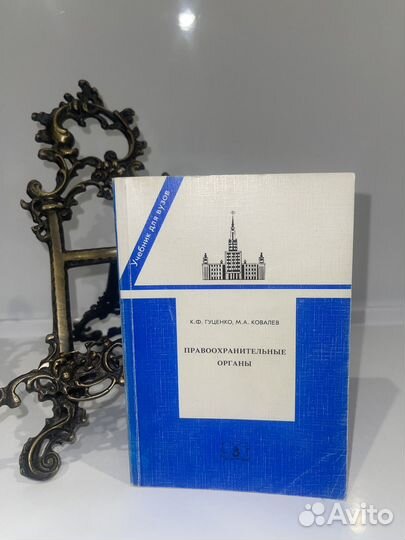 Учебник для вузов
К.Ф. ГУЦЕНКО, М.А. КОВАЛЕВ
ПРАВООХРАНИТЕЛЬНЫЕ
ОРГАНЫ
Avito